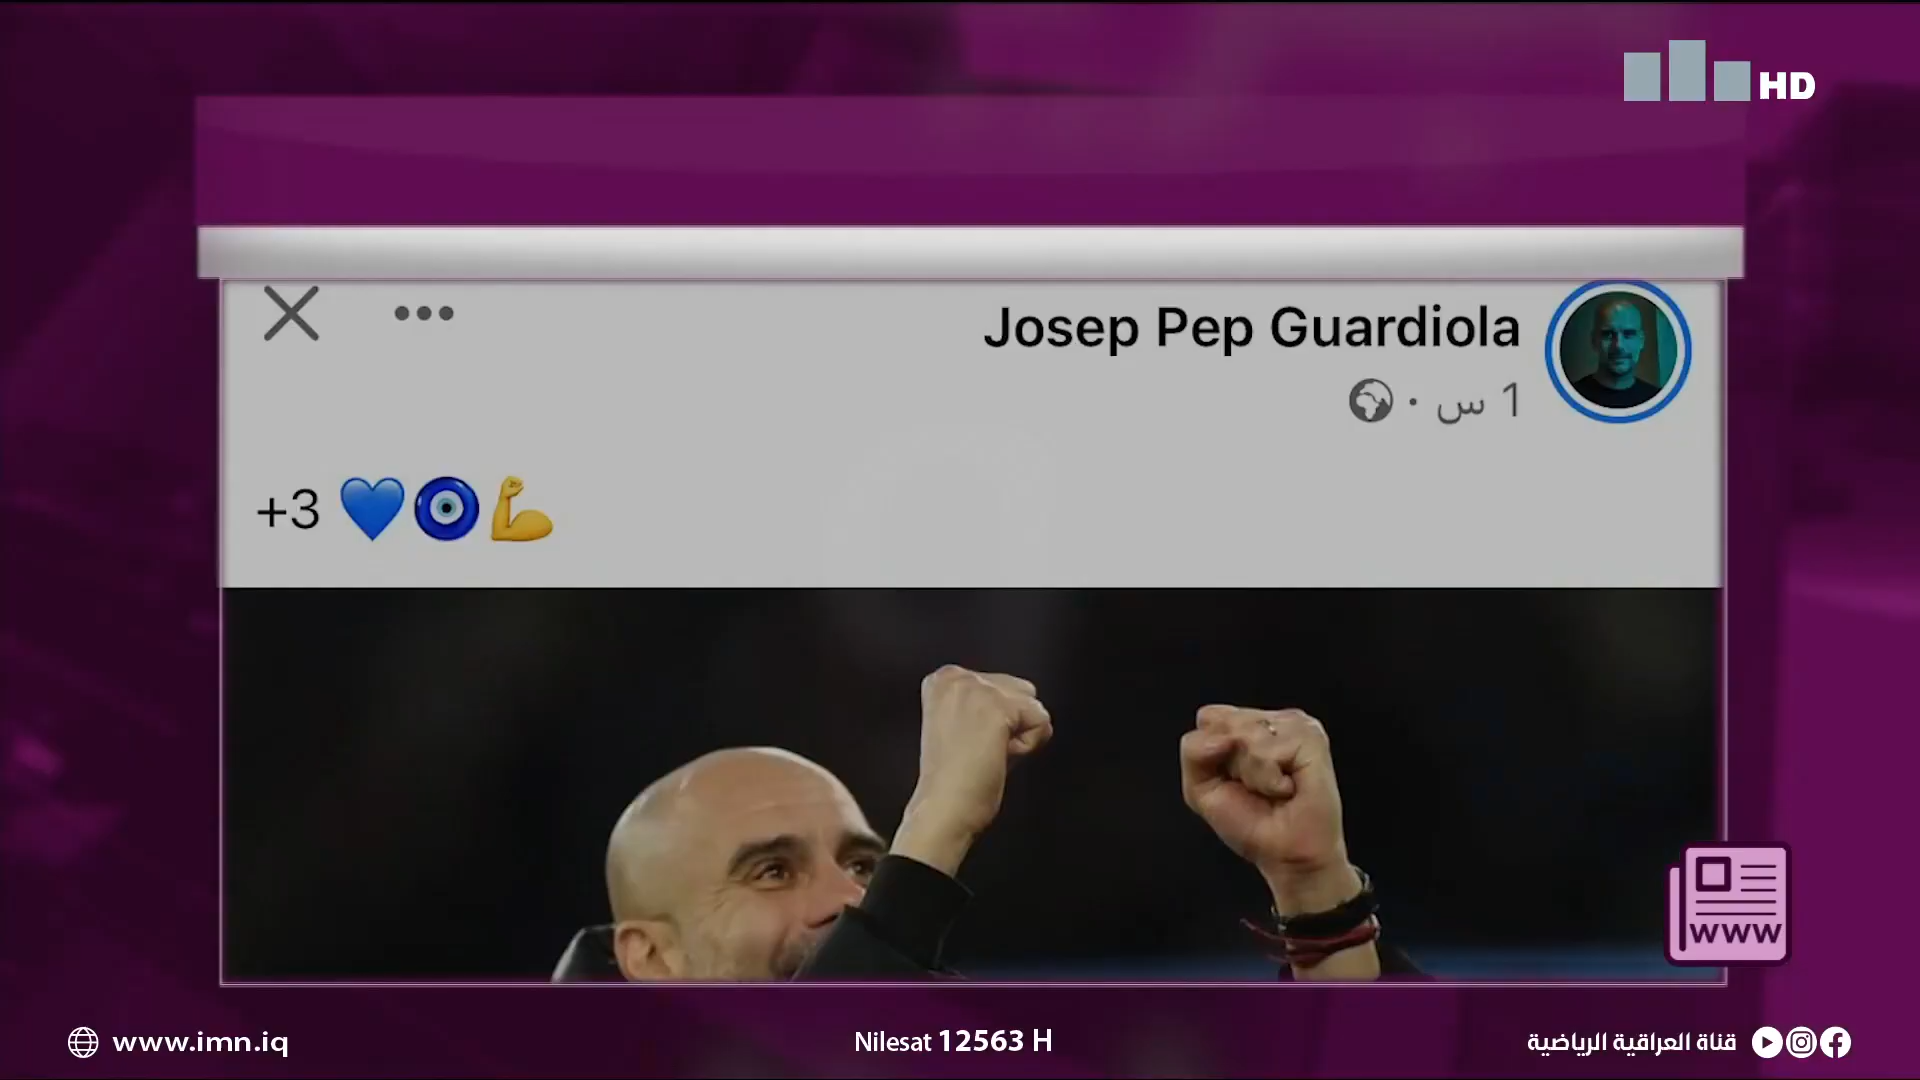 HD
Josep Pep Guardiola
1 س ·
+3 💙🧿💪
WWW
www.imn.iq
Nilesat 12563 H
قناة العراقية الرياضية